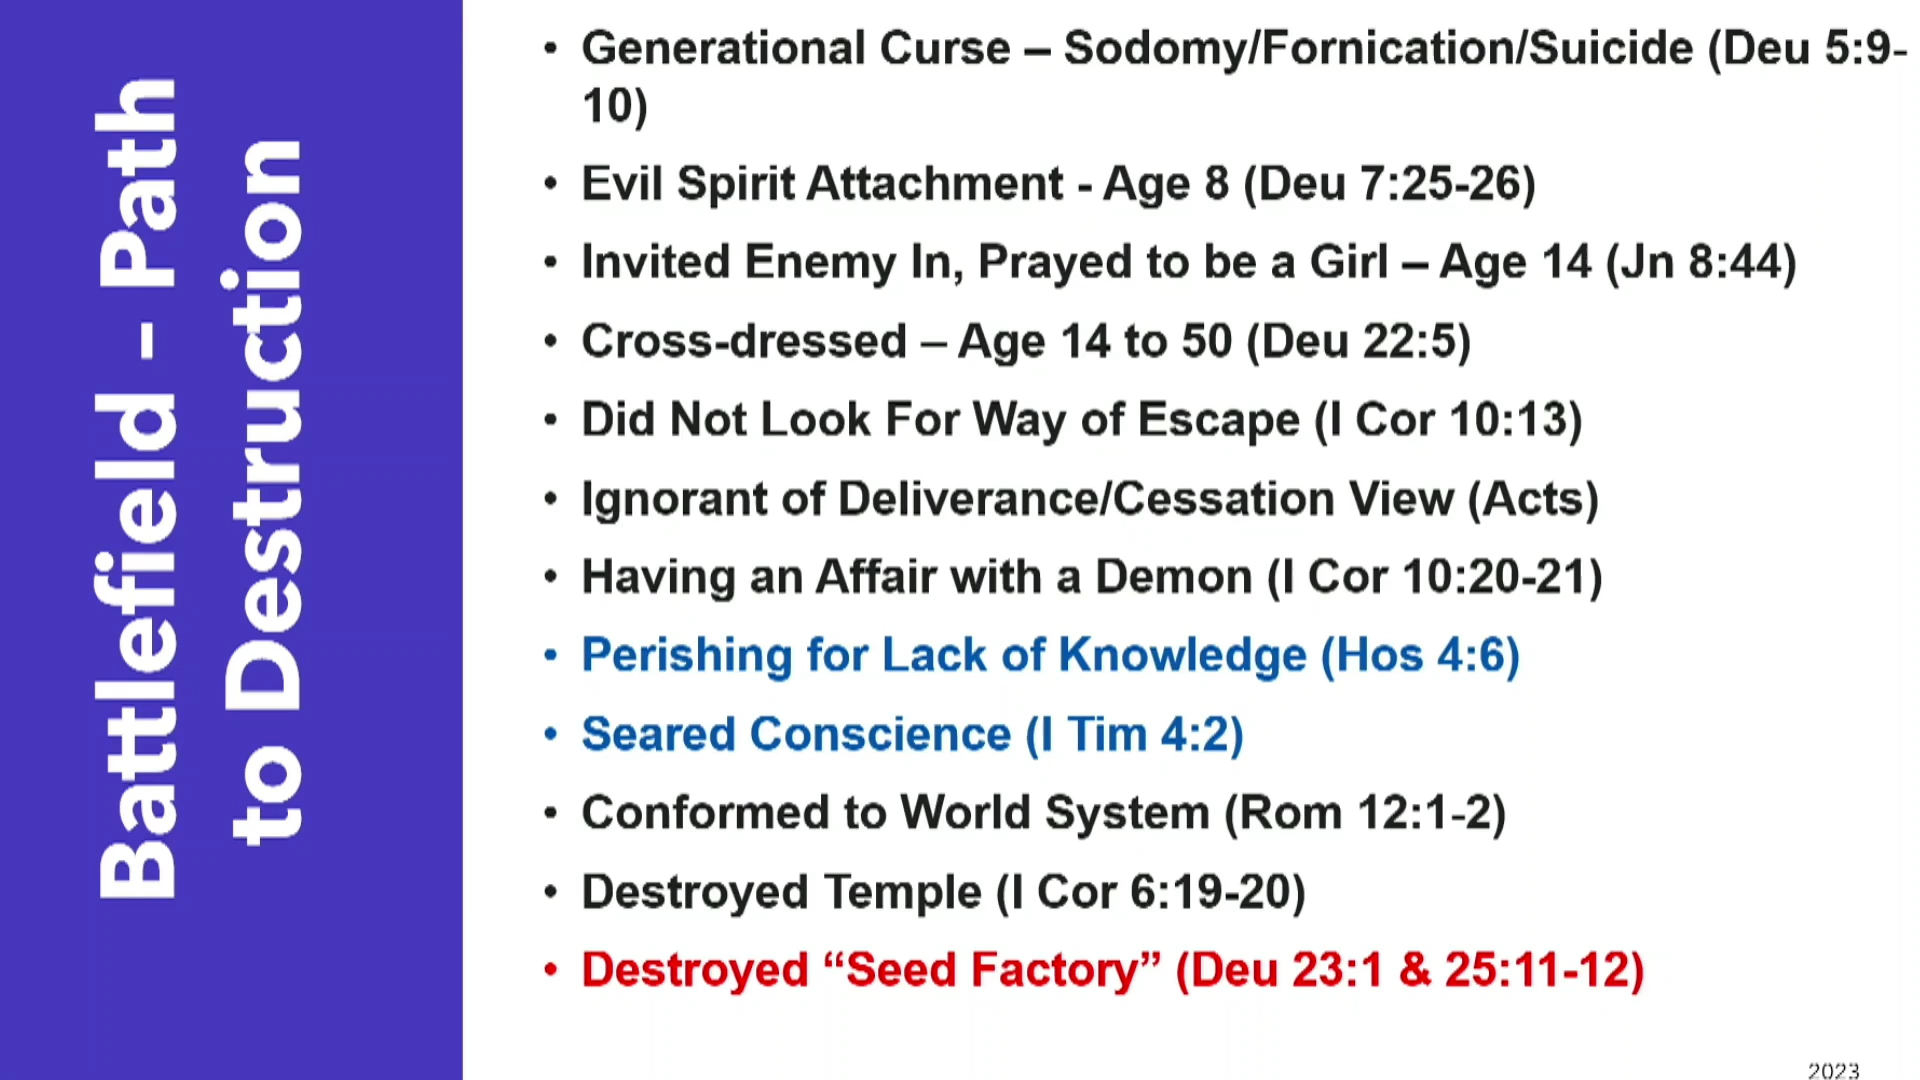 Battlefield - Path
to Destruction
• Generational Curse – Sodomy/Fornication/Suicide (Deu 5:9-
10)
• Evil Spirit Attachment - Age 8 (Deu 7:25-26)
• Invited Enemy In, Prayed to be a Girl – Age 14 (Jn 8:44)
• Cross-dressed – Age 14 to 50 (Deu 22:5)
• Did Not Look For Way of Escape (I Cor 10:13)
• Ignorant of Deliverance/Cessation View (Acts)
• Having an Affair with a Demon (I Cor 10:20-21)
• Perishing for Lack of Knowledge (Hos 4:6)
• Seared Conscience (I Tim 4:2)
• Conformed to World System (Rom 12:1-2)
• Destroyed Temple (I Cor 6:19-20)
• Destroyed “Seed Factory” (Deu 23:1 & 25:11-12)
2023